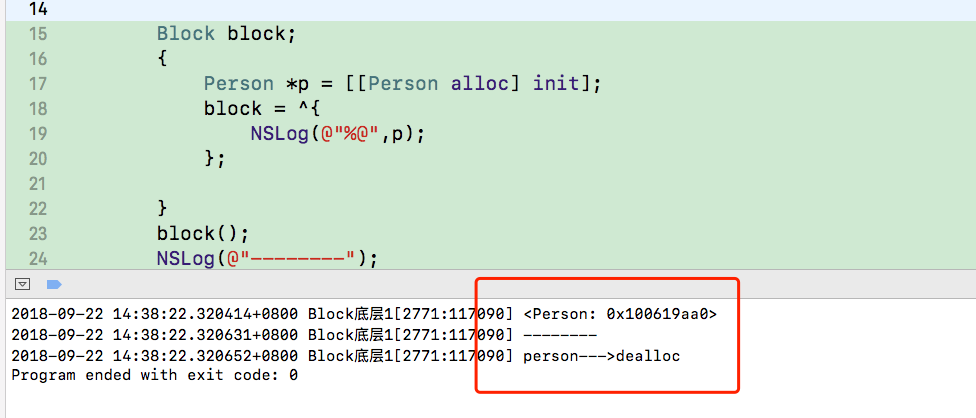 14
15 Block block;
16 {
17 Person *p = [[Person alloc] init];
18 block = ^{
19 NSLog(@"%@",p);
20 };
21
22 }
23 block();
24 NSLog(@"--------");
2018-09-22 14:38:22.320414+0800 Block底层1[2771:117090] <Person: 0x100619aa0>
2018-09-22 14:38:22.320631+0800 Block底层1[2771:117090] --------
2018-09-22 14:38:22.320652+0800 Block底层1[2771:117090] person--->dealloc
Program ended with exit code: 0